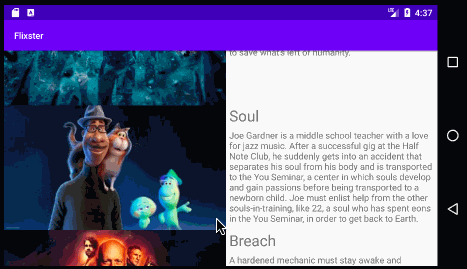 4:37
Flixster
to save what's left of humanity.
Soul
Joe Gardner is a middle school teacher with a love
for jazz music. After a successful gig at the Half
Note Club, he suddenly gets into an accident that
separates his soul from his body and is transported
to the You Seminar, a center in which souls develop
and gain passions before being transported to a
newborn child. Joe must enlist help from the other
souls-in-training, like 22, a soul who has spent eons
in the You Seminar, in order to get back to Earth.
Breach
A hardened mechanic must stay awake and